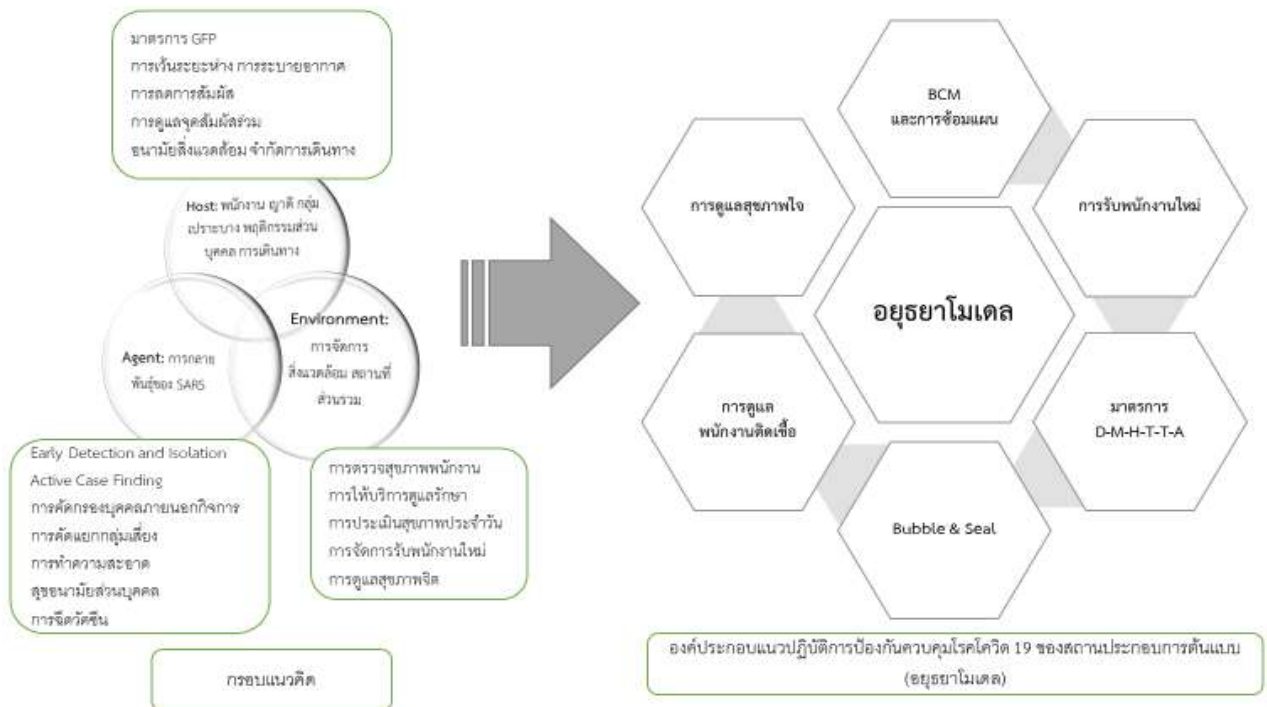 มาตรการ GFP
การเว้นระยะห่าง การระบายอากาศ
การลดการสัมผัส
การดูแลจุดสัมผัสร่วม
อนามัยสิ่งแวดล้อม จำกัดการเดินทาง
Host: พนักงาน ญาติ กลุ่ม
เปราะบาง พฤติกรรมส่วน
บุคคล การเดินทาง
Agent: การกลาย
พันธุ์ของ SARS
Environment:
การจัดการ
สิ่งแวดล้อม สถานที่
ส่วนรวม
Early Detection and Isolation
Active Case Finding
การคัดกรองบุคคลภายนอกกิจการ
การคัดแยกกลุ่มเสี่ยง
การทำความสะอาด
สุขอนามัยส่วนบุคคล
การฉีดวัคซีน
การตรวจสุขภาพพนักงาน
การให้บริการดูแลรักษา
การประเมินสุขภาพประจำวัน
การจัดการรับพนักงานใหม่
การดูแลสุขภาพจิต
กรอบแนวคิด
BCM
และการซ้อมแผน
การรับพนักงานใหม่
มาตรการ
D-M-H-T-T-A
Bubble & Seal
การดูแล
พนักงานติดเชื้อ
การดูแลสุขภาพใจ
อยุธยาโมเดล
องค์ประกอบแนวปฏิบัติการป้องกันควบคุมโรคโควิด 19 ของสถานประกอบการต้นแบบ
(อยุธยาโมเดล)